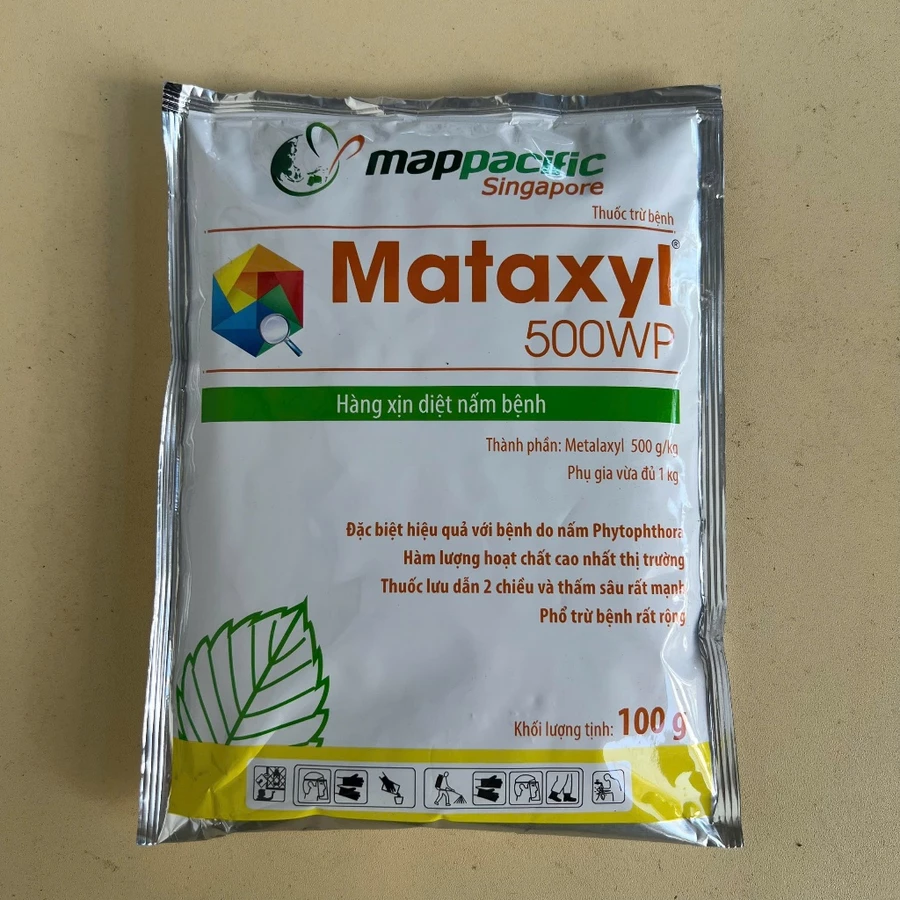 mappacific
Singapore
Thuốc trừ bệnh
Mataxyl®
500WP
Hàng xịn diệt nấm bệnh
Thành phần: Metalaxyl 500 g/kg
Phụ gia vừa đủ 1 kg
Đặc biệt hiệu quả với bệnh do nấm Phytophthora
Hàm lượng hoạt chất cao nhất thị trường
Thuốc lưu dẫn 2 chiều và thấm sâu rất mạnh
Phổ trừ bệnh rất rộng
Khối lượng tịnh: 100 g